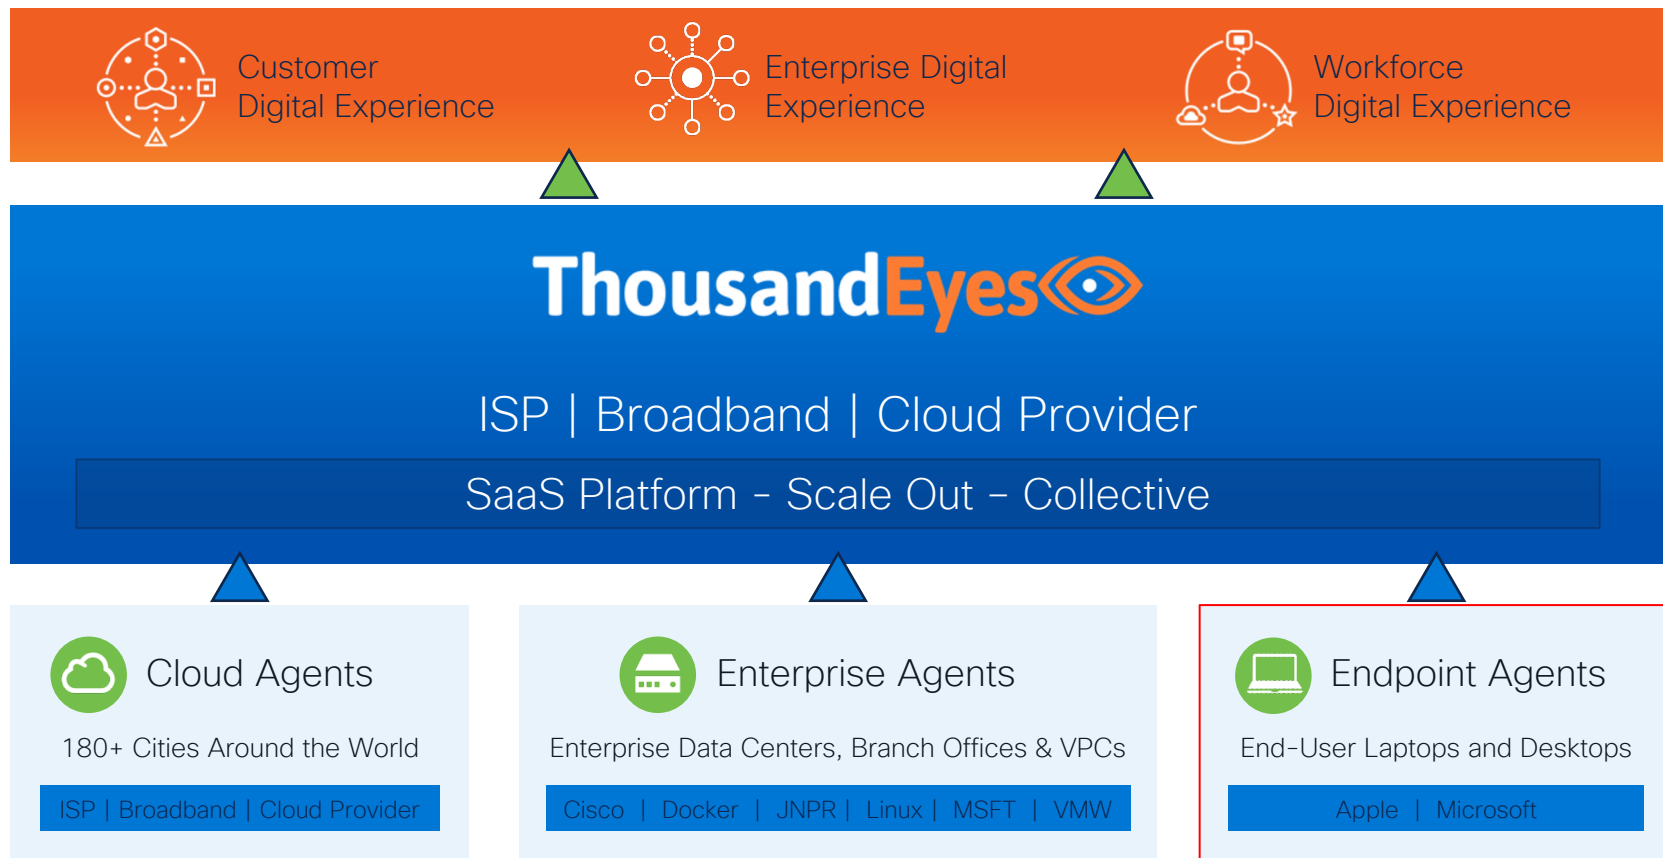 Customer
Digital Experience
Enterprise Digital
Experience
Workforce
Digital Experience
ThousandEyes
ISP | Broadband | Cloud Provider
SaaS Platform - Scale Out – Collective
Cloud Agents
180+ Cities Around the World
ISP | Broadband | Cloud Provider
Enterprise Agents
Enterprise Data Centers, Branch Offices & VPCs
Cisco | Docker | JNPR | Linux | MSFT | VMW
Endpoint Agents
End-User Laptops and Desktops
Apple | Microsoft